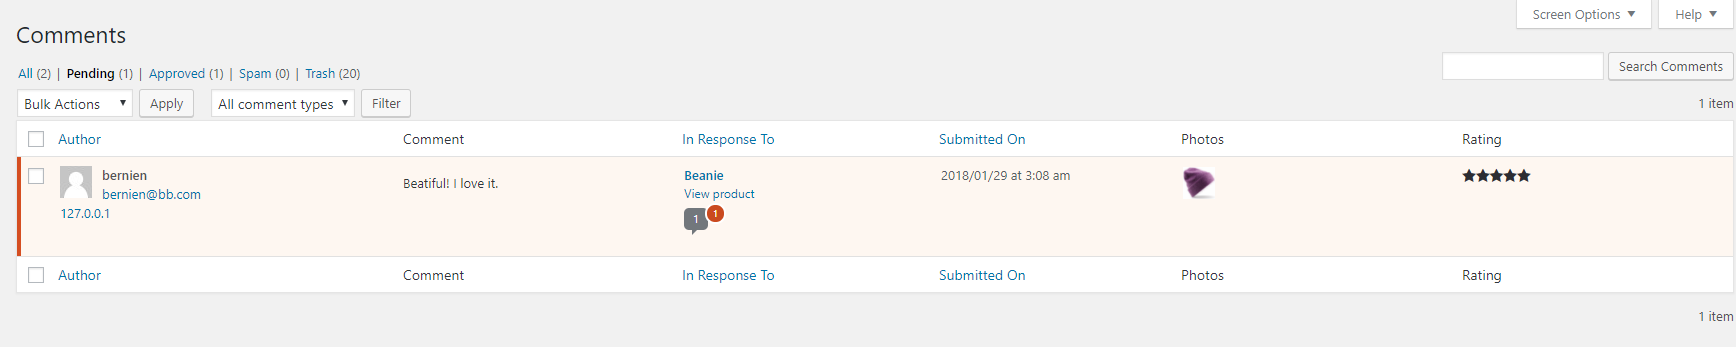 Screen Options ▼ Help ▼
Comments
All (2) | Pending (1) | Approved (1) | Spam (0) | Trash (20)
Search Comments
Bulk Actions ▼ Apply All comment types ▼ Filter
1 item
Author Comment In Response To Submitted On Photos Rating
bernien
bernien@bb.com
127.0.0.1
Beatiful! I love it.
Beanie
View product
1 1
2018/01/29 at 3:08 am
★★★★★
Author Comment In Response To Submitted On Photos Rating
1 item